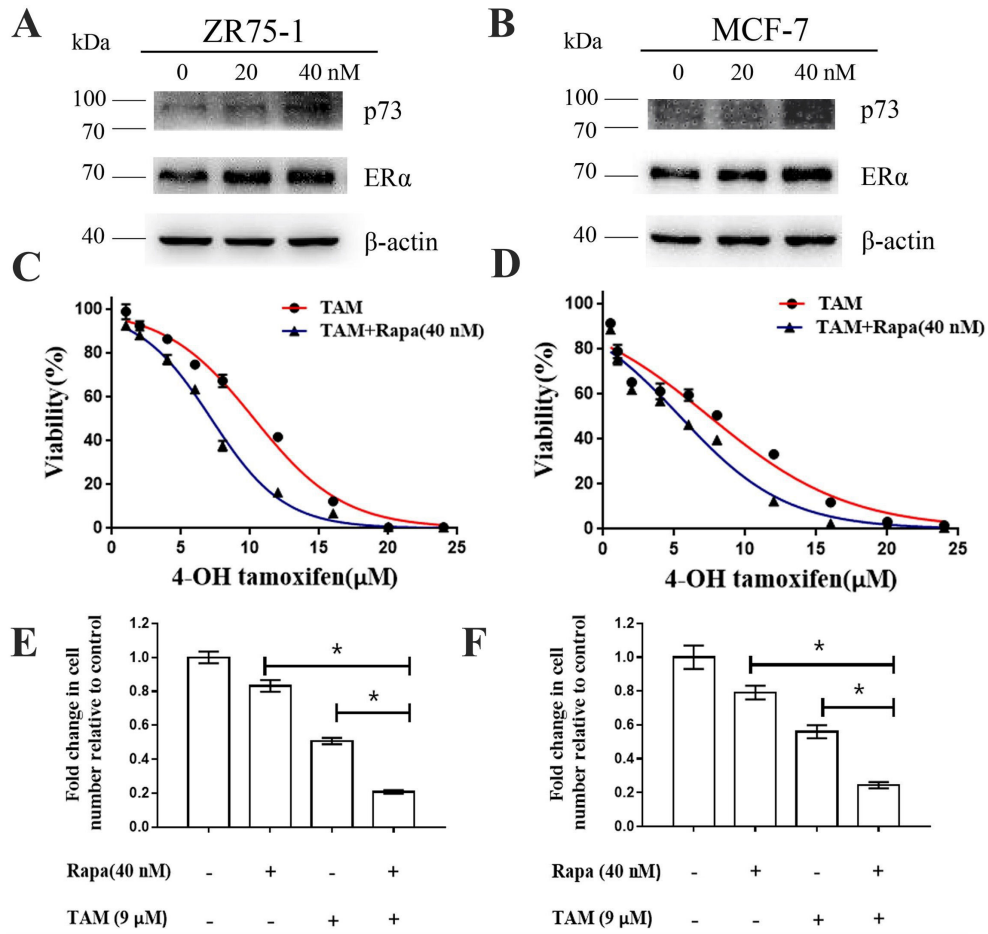 A
ZR75-1
kDa
0 20 40 nM
100
70
p73
70
ERα
40
β-actin
B
MCF-7
kDa
0 20 40 nM
100
70
p73
70
ERα
40
β-actin
C
TAM
TAM+Rapa(40 nM)
Viability(%)
100
80
60
40
20
0
0 5 10 15 20 25
4-OH tamoxifen(μM)
D
TAM
TAM+Rapa(40 nM)
Viability(%)
100
80
60
40
20
0
0 5 10 15 20 25
4-OH tamoxifen(μM)
E
Fold change in cell
number relative to control
1.2
1.0
0.8
0.6
0.4
0.2
0.0
*
*
Rapa(40 nM) - + - +
TAM (9 μM) - - + +
F
Fold change in cell
number relative to control
1.2
1.0
0.8
0.6
0.4
0.2
0.0
*
*
Rapa (40 nM) - + - +
TAM (9 μM) - - + +